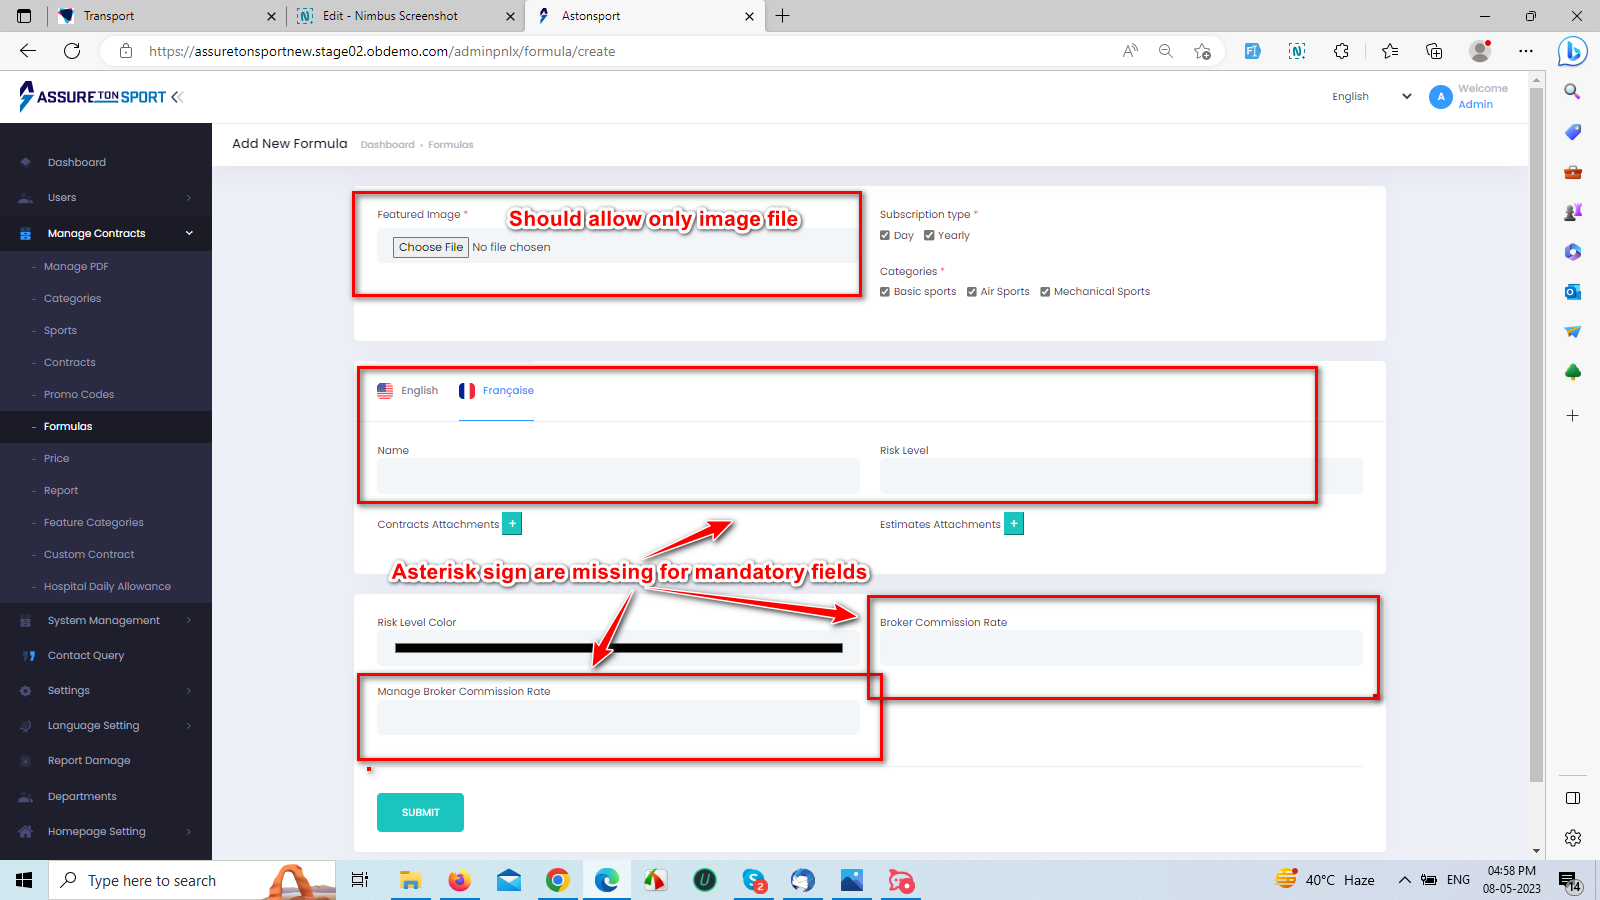 Transport
Edit - Nimbus Screenshot
Astonsport
https://assuretonsportnew.stage02.obdemo.com/adminpnlx/formula/create
ASSURE TON SPORT
English
A
Welcome
Admin
Add New Formula
Dashboard • Formulas
Dashboard
Users
Manage Contracts
- Manage PDF
- Categories
- Sports
- Contracts
- Promo Codes
- Formulas
- Price
- Report
- Feature Categories
- Custom Contract
- Hospital Daily Allowance
System Management
Contact Query
Settings
Language Setting
Report Damage
Departments
Homepage Setting
Featured Image *
Should allow only image file
Choose File No file chosen
Subscription type *
Day Yearly
Categories *
Basic sports Air Sports Mechanical Sports
English Française
Name
Risk Level
Contracts Attachments +
Estimates Attachments +
Asterisk sign are missing for mandatory fields
Risk Level Color
Broker Commission Rate
Manage Broker Commission Rate
SUBMIT
Type here to search
2
40°C Haze
ENG
04:58 PM
08-05-2023
14